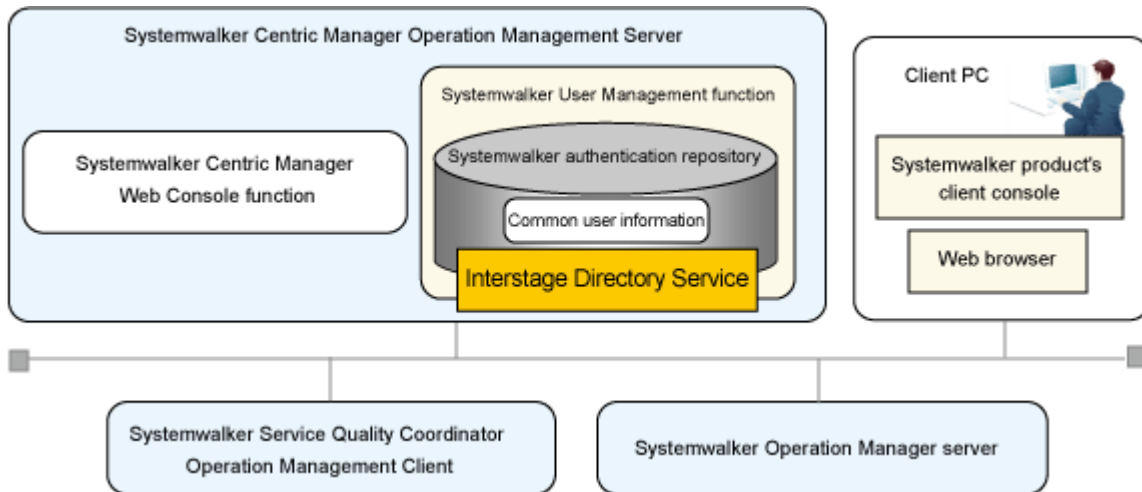 Systemwalker Centric Manager Operation Management Server
Systemwalker User Management function
Systemwalker Centric Manager
Web Console function
Systemwalker authentication repository
Common user information
Interstage Directory Service
Client PC
Systemwalker product's
client console
Web browser
Systemwalker Service Quality Coordinator
Operation Management Client
Systemwalker Operation Manager server